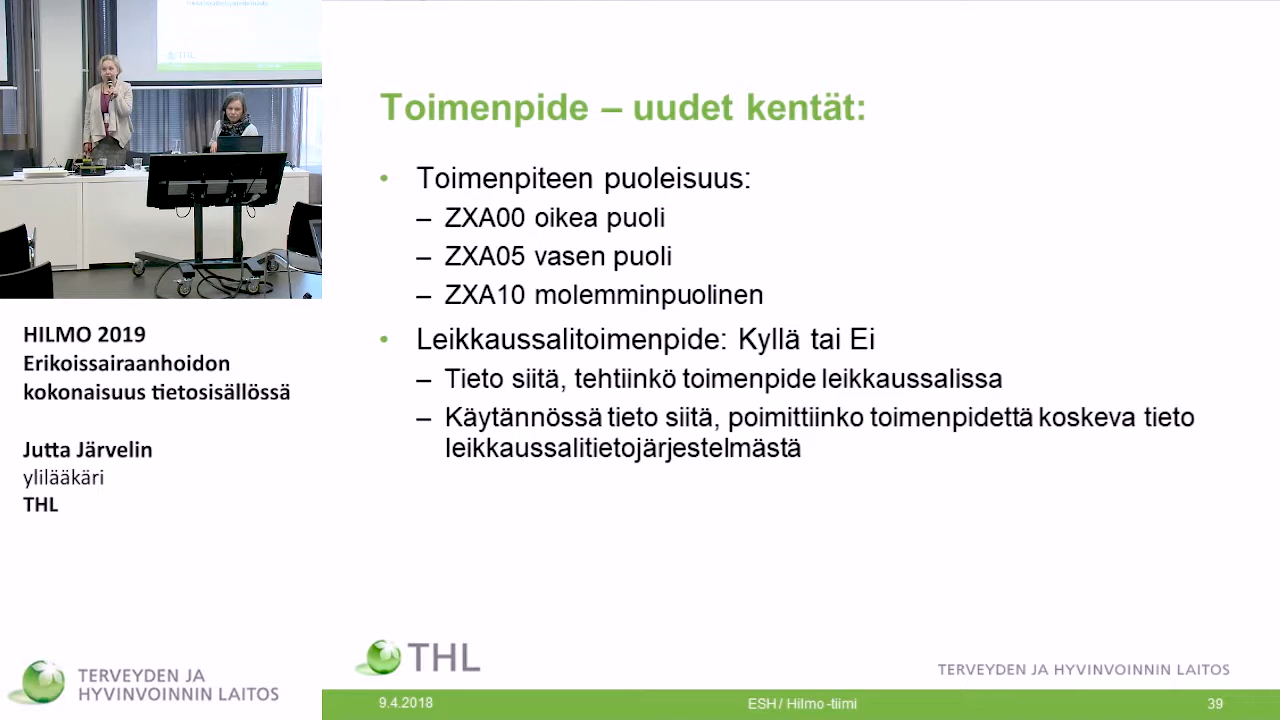 THL
HILMO 2019
Erikoissairaanhoidon
kokonaisuus tietosisällössä
Jutta Järvelin
ylilääkäri
THL
TERVEYDEN JA
HYVINVOINNIN LAITOS
Toimenpide – uudet kentät:
• Toimenpiteen puoleisuus:
– ZXA00 oikea puoli
– ZXA05 vasen puoli
– ZXA10 molemminpuolinen
• Leikkaussalitoimenpide: Kyllä tai Ei
– Tieto siitä, tehtiinkö toimenpide leikkaussalissa
– Käytännössä tieto siitä, poimittiinko toimenpidettä koskeva tieto
leikkaussalitietojärjestelmästä
THL
TERVEYDEN JA HYVINVOINNIN LAITOS
9.4.2018 ESH / Hilmo -tiimi 39